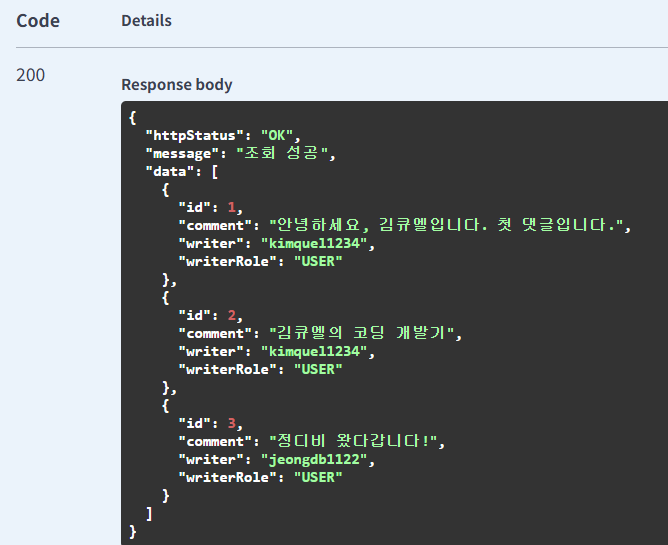 Code Details
200
Response body
{
"httpStatus": "OK",
"message": "조회 성공",
"data": [
{
"id": 1,
"comment": "안녕하세요, 김큐엘입니다. 첫 댓글입니다.",
"writer": "kimquel1234",
"writerRole": "USER"
},
{
"id": 2,
"comment": "김큐엘의 코딩 개발기",
"writer": "kimquel1234",
"writerRole": "USER"
},
{
"id": 3,
"comment": "정디비 왔다갑니다!",
"writer": "jeongdb1122",
"writerRole": "USER"
}
]
}